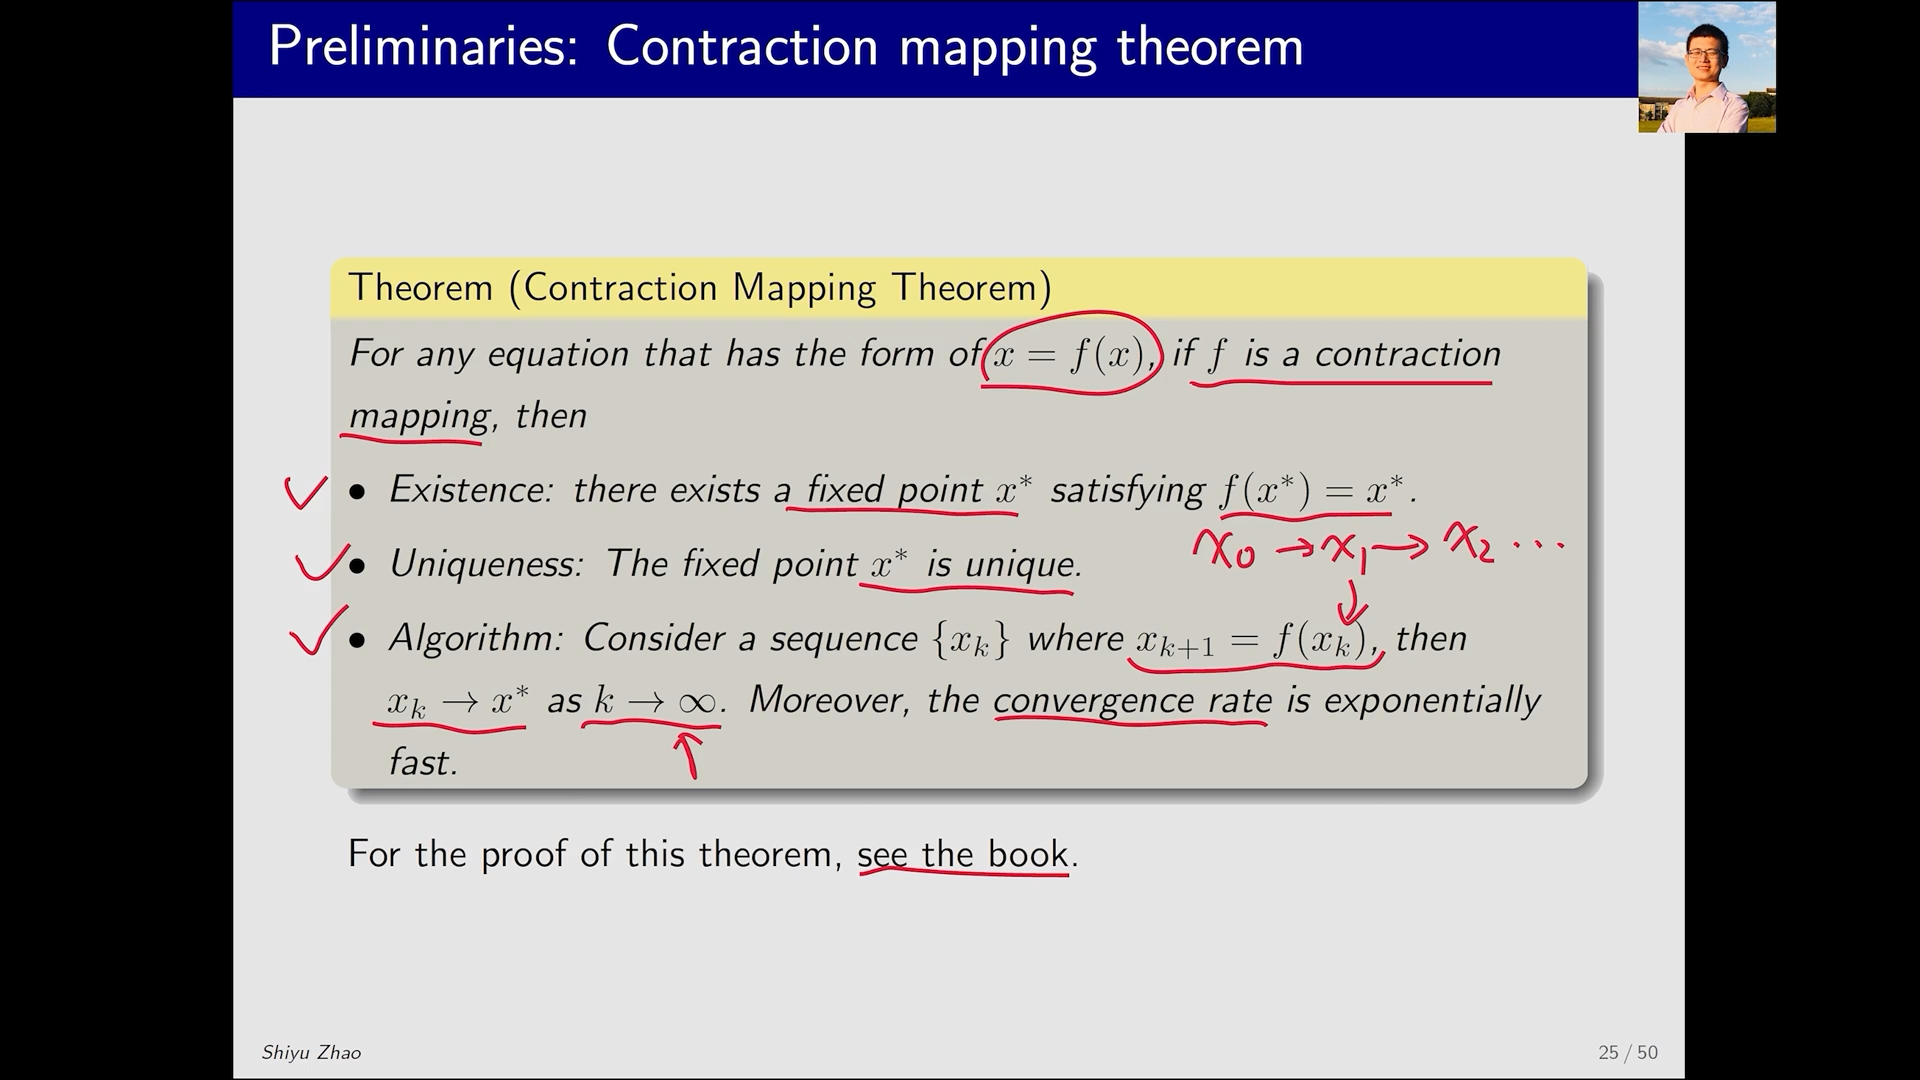 Preliminaries: Contraction mapping theorem
Theorem (Contraction Mapping Theorem)
For any equation that has the form of x = f(x), if f is a contraction
mapping, then
• Existence: there exists a fixed point x* satisfying f(x*) = x*.
x₀ → x₁ → x₂ ...
• Uniqueness: The fixed point x* is unique.
• Algorithm: Consider a sequence {xₖ} where xₖ₊₁ = f(xₖ), then
xₖ → x* as k → ∞. Moreover, the convergence rate is exponentially
fast.
For the proof of this theorem, see the book.
Shiyu Zhao
25 / 50